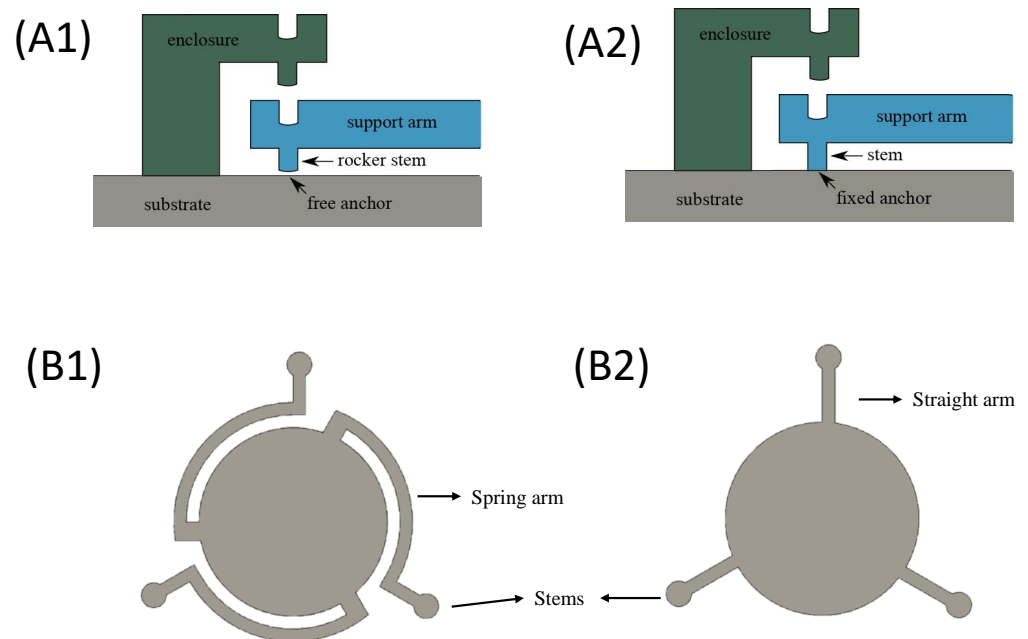 (A1)
enclosure
support arm
rocker stem
substrate
free anchor
(A2)
enclosure
support arm
stem
substrate
fixed anchor
(B1)
Spring arm
Stems
(B2)
Straight arm